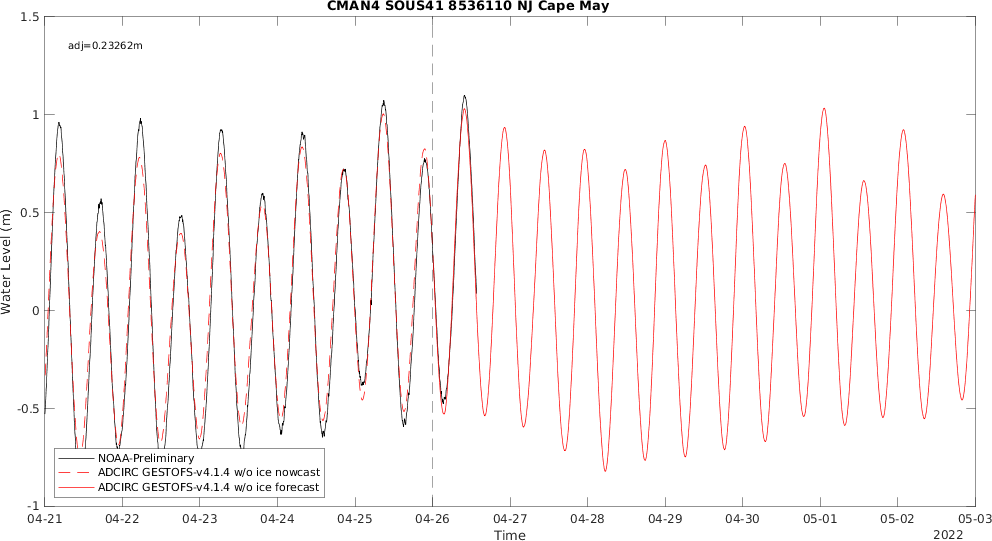 CMAN4 SOUS41 8536110 NJ Cape May
1.5
adj=0.23262m
1
0.5
Water Level (m)
0
-0.5
NOAA-Preliminary
ADCIRC GESTOFS-v4.1.4 w/o ice nowcast
ADCIRC GESTOFS-v4.1.4 w/o ice forecast
-1
04-21 04-22 04-23 04-24 04-25 04-26 04-27 04-28 04-29 04-30 05-01 05-02 05-03
Time
2022